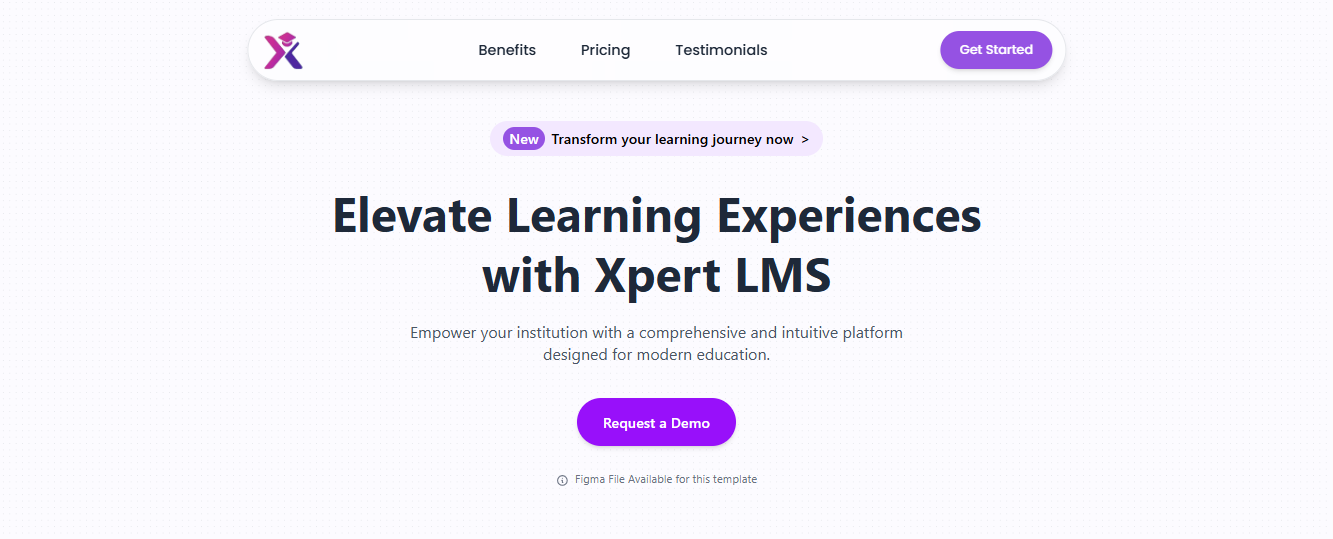 Benefits Pricing Testimonials Get Started
New Transform your learning journey now >
Elevate Learning Experiences
with Xpert LMS
Empower your institution with a comprehensive and intuitive platform
designed for modern education.
Request a Demo
Figma File Available for this template